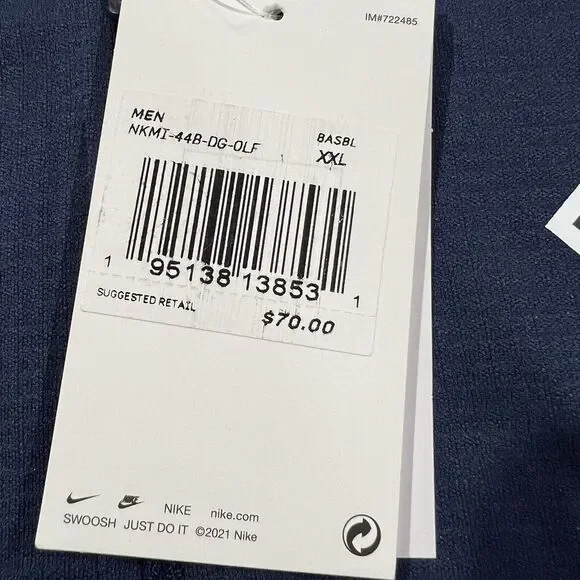 IM#722485
MEN
NKMI-44B-DG-0LF
BASBL
XXL
1 95138 13853 1
SUGGESTED RETAIL $70.00
NIKE nike.com
SWOOSH JUST DO IT ©2021 Nike